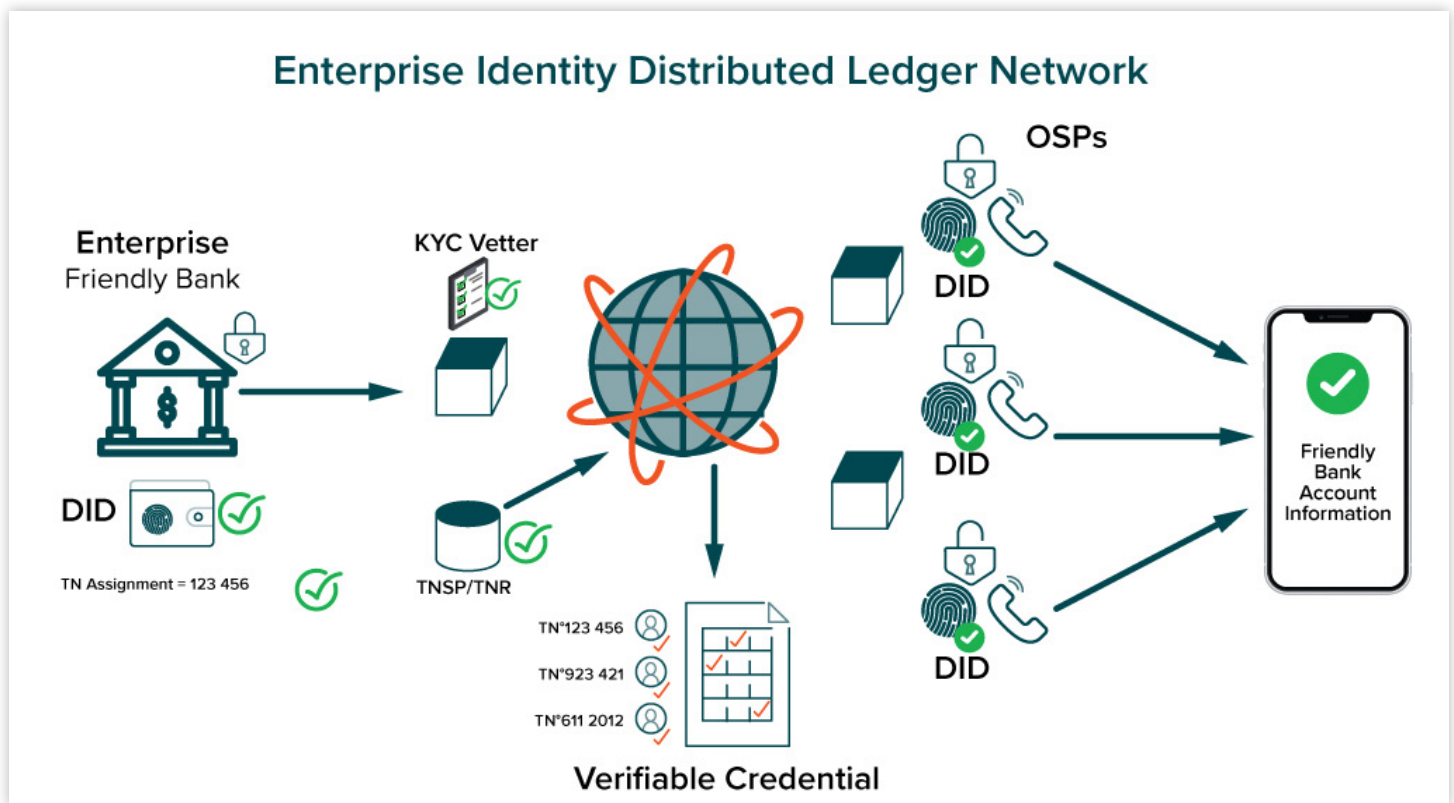 Enterprise Identity Distributed Ledger Network
OSPs
Enterprise
Friendly Bank
KYC Vetter
DID
TN Assignment = 123 456
TNSP/TNR
TN°123 456
TN°923 421
TN°611 2012
Verifiable Credential
DID
DID
DID
Friendly
Bank
Account
Information